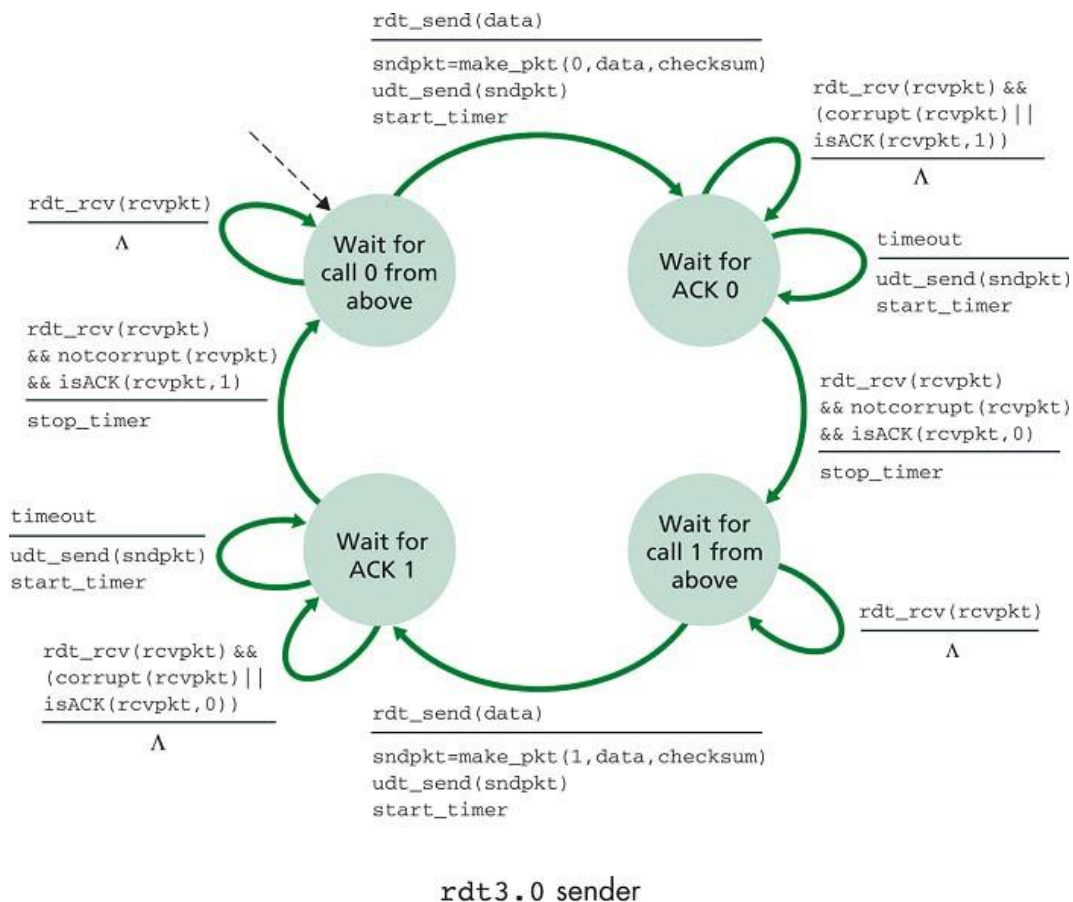 rdt_send(data)
sndpkt=make_pkt(0,data,checksum)
udt_send(sndpkt)
start_timer
rdt_rcv(rcvpkt) &&
(corrupt(rcvpkt)||
isACK(rcvpkt,1))
Λ
rdt_rcv(rcvpkt)
Λ
Wait for
call 0 from
above
Wait for
ACK 0
timeout
udt_send(sndpkt)
start_timer
rdt_rcv(rcvpkt)
&& notcorrupt(rcvpkt)
&& isACK(rcvpkt,1)
stop_timer
rdt_rcv(rcvpkt)
&& notcorrupt(rcvpkt)
&& isACK(rcvpkt,0)
stop_timer
timeout
udt_send(sndpkt)
start_timer
Wait for
ACK 1
Wait for
call 1 from
above
rdt_rcv(rcvpkt)
Λ
rdt_rcv(rcvpkt) &&
(corrupt(rcvpkt)||
isACK(rcvpkt,0))
Λ
rdt_send(data)
sndpkt=make_pkt(1,data,checksum)
udt_send(sndpkt)
start_timer
rdt3.0 sender